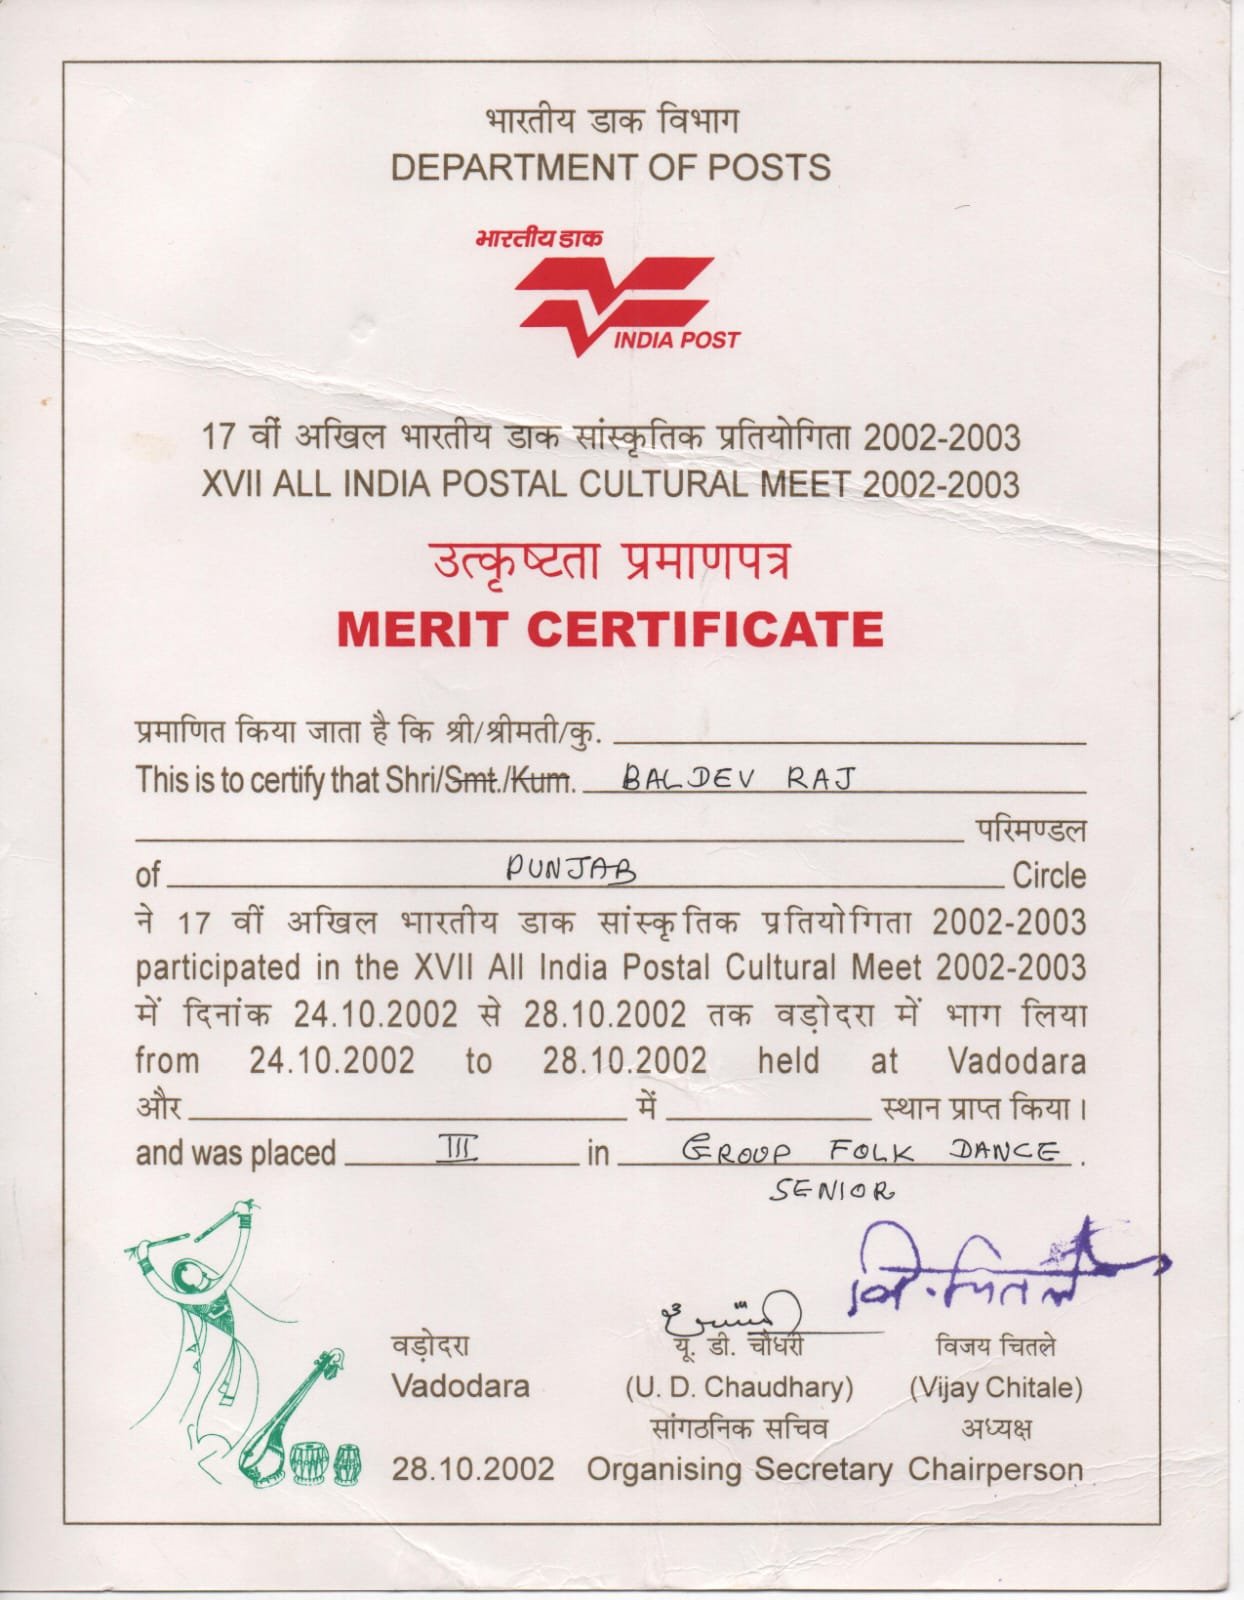 भारतीय डाक विभाग
DEPARTMENT OF POSTS
भारतीय डाक
INDIA POST
17 वीं अखिल भारतीय डाक सांस्कृतिक प्रतियोगिता 2002-2003
XVII ALL INDIA POSTAL CULTURAL MEET 2002-2003
उत्कृष्टता प्रमाणपत्र
MERIT CERTIFICATE
प्रमाणित किया जाता है कि श्री/श्रीमती/कु.
This is to certify that Shri/Smt./Kum. BALDEV RAJ
परिमण्डल
of PUNJAB Circle
ने 17 वीं अखिल भारतीय डाक सांस्कृतिक प्रतियोगिता 2002-2003
participated in the XVII All India Postal Cultural Meet 2002-2003
में दिनांक 24.10.2002 से 28.10.2002 तक वड़ोदरा में भाग लिया
from 24.10.2002 to 28.10.2002 held at Vadodara
और में स्थान प्राप्त किया।
and was placed III in GROUP FOLK DANCE.
SENIOR
वि. चितले
वड़ोदरा यू. डी. चौधरी विजय चितले
Vadodara (U. D. Chaudhary) (Vijay Chitale)
सांगठनिक सचिव अध्यक्ष
28.10.2002 Organising Secretary Chairperson